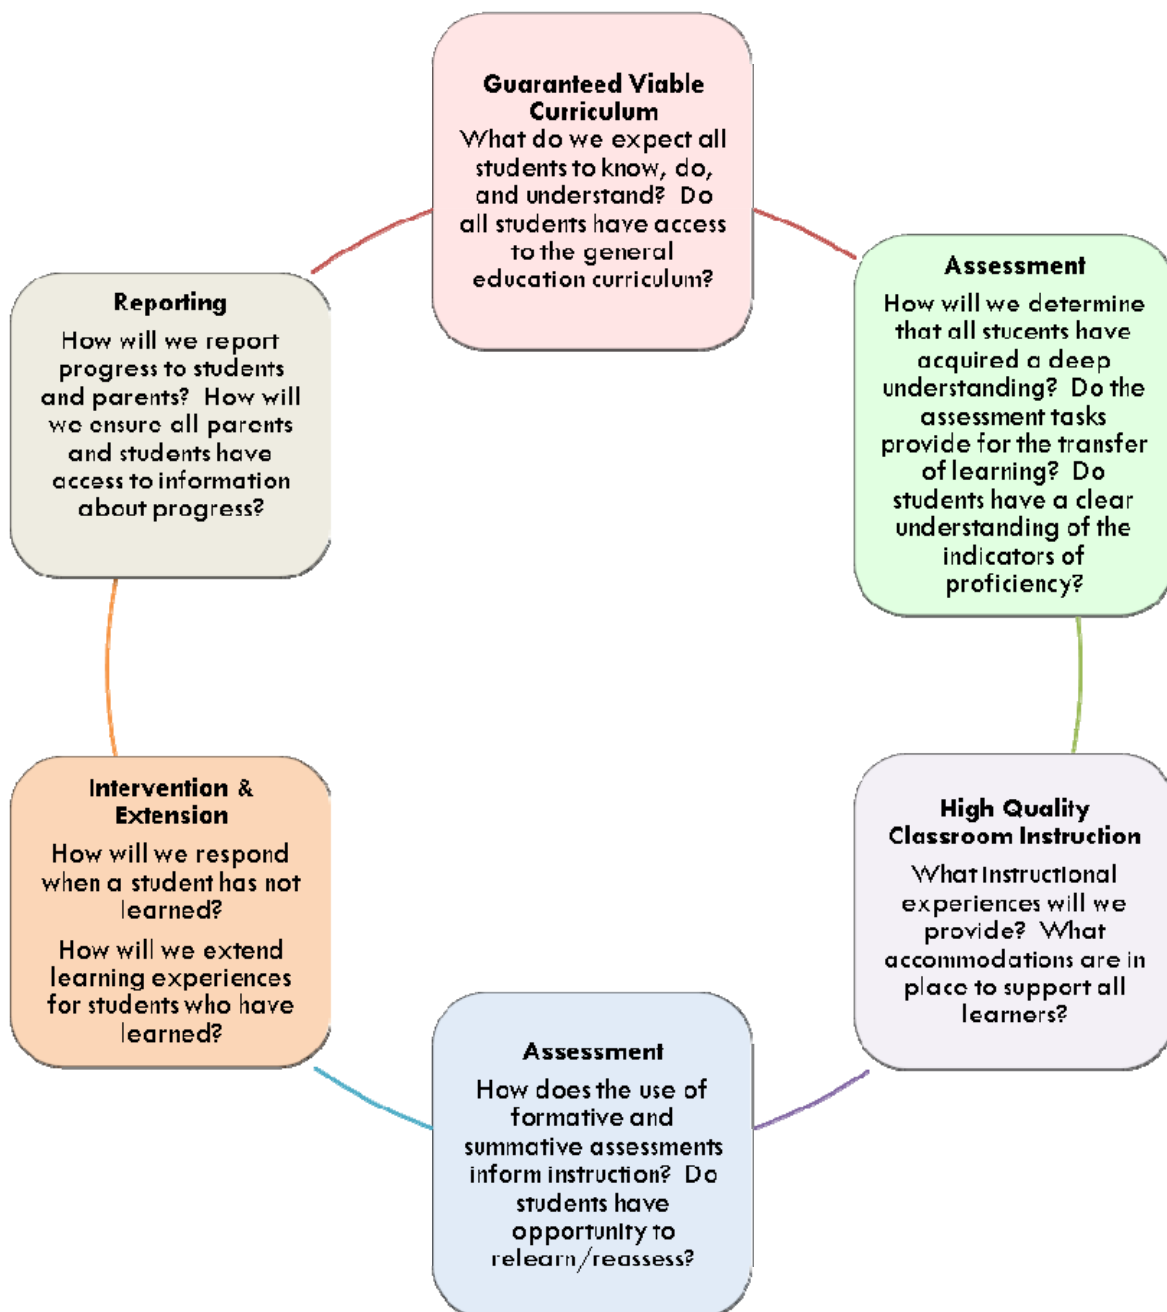 Guaranteed Viable
Curriculum
What do we expect all
students to know, do,
and understand?  Do
all students have access
to the general
education curriculum?
Assessment
How will we determine
that all stucents have
acquired a deep
understanding?  Do the
assessment tasks
provide for the transfer
of learning?  Do
students have a clear
understanding of the
indicators of
proficiency?
High Quality
Classroom Instruction
What instructional
experiences will we
provide?  What
accommodations are in
place to support all
learners?
Assessment
How does the use of
formative and
summative assessments
inform instruction?  Do
students have
opportunity to
relearn/reassess?
Intervention &
Extension
How will we respond
when a student has not
learned?
How will we extend
learning experiences
for students who have
learned?
Reporting
How will we report
progress to students
and parents?  How will
we ensure all parents
and students have
access to information
about progress?